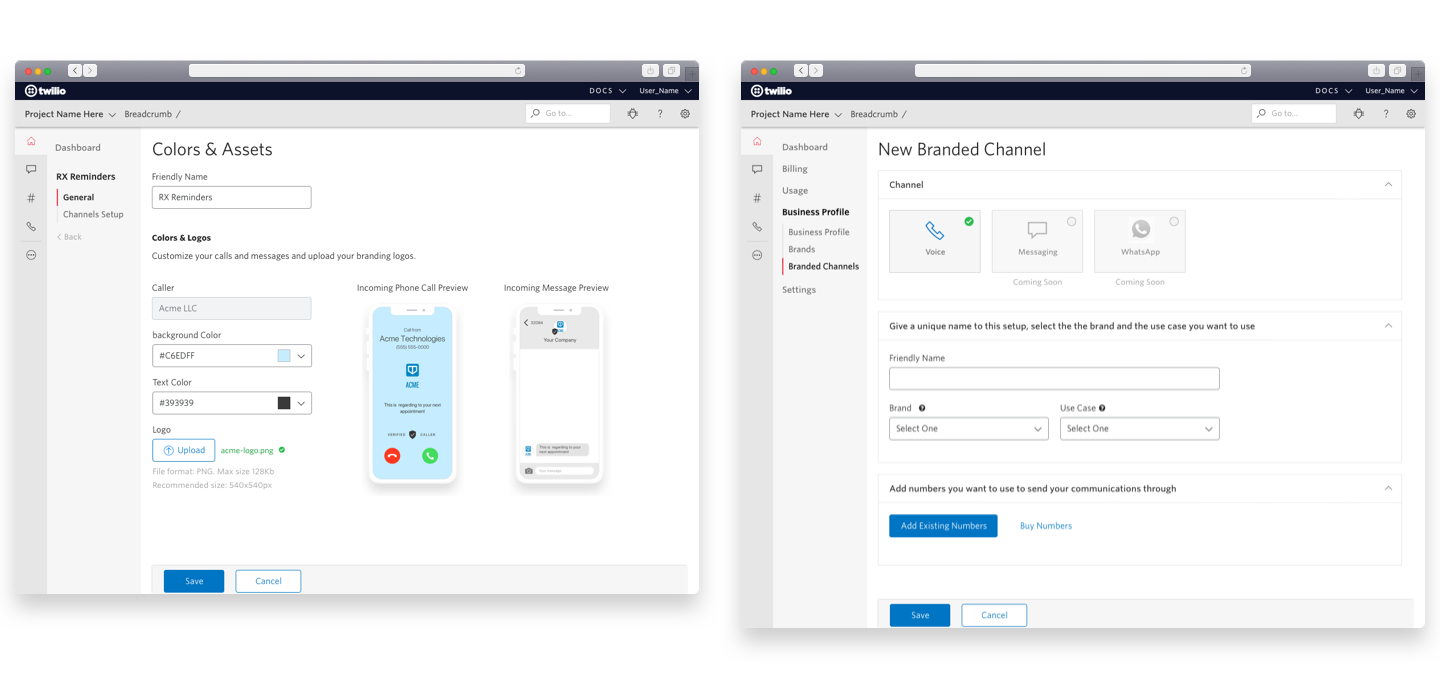 twilio
DOCS
User_Name
Project Name Here
Breadcrumb /
Go to...
?
Dashboard
RX Reminders
General
Channels Setup
< Back
#
Colors & Assets
Friendly Name
RX Reminders
Colors & Logos
Customize your calls and messages and upload your branding logos.
Caller
Acme LLC
background Color
#C6EDFF
Text Color
#393939
Logo
Upload
acme-logo.png
File format: PNG. Max size 128Kb
Recommended size: 540x540px
Incoming Phone Call Preview
Call from
Acme Technologies
(555) 555-0000
ACME
This is regarding to your next
appointment
VERIFIED CALLER
Incoming Message Preview
Your Company
This is regarding to your next
appointment
Your message
Save
Cancel
twilio
DOCS
User_Name
Project Name Here
Breadcrumb /
Go to...
?
Dashboard
Billing
Usage
Business Profile
Business Profile
Brands
Branded Channels
Settings
#
New Branded Channel
Channel
Voice
Messaging
WhatsApp
Coming Soon
Coming Soon
Give a unique name to this setup, select the the brand and the use case you want to use
Friendly Name
Brand ?
Use Case ?
Select One
Select One
Add numbers you want to use to send your communications through
Add Existing Numbers
Buy Numbers
Save
Cancel